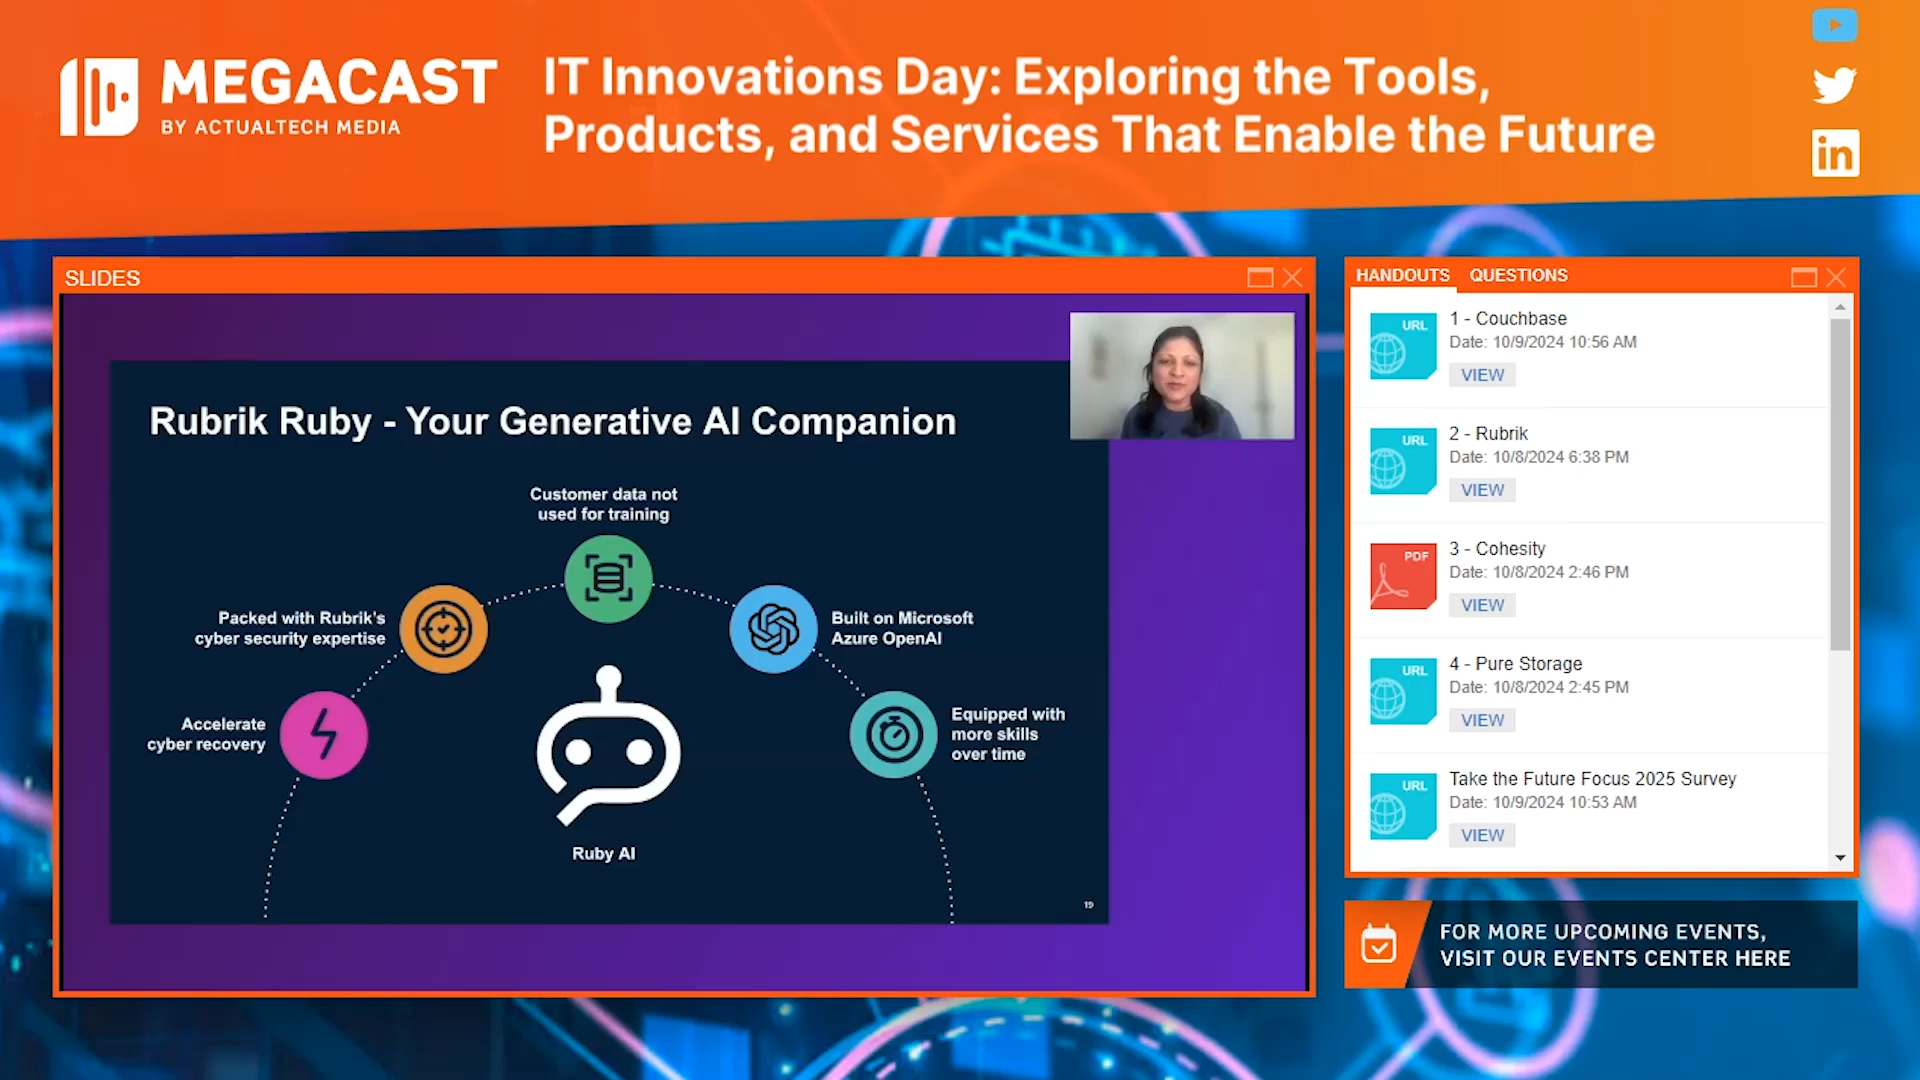 MEGACAST
BY ACTUALTECH MEDIA
IT Innovations Day: Exploring the Tools,
Products, and Services That Enable the Future
in
SLIDES
Rubrik Ruby - Your Generative AI Companion
Customer data not
used for training
Packed with Rubrik's
cyber security expertise
Built on Microsoft
Azure OpenAI
Accelerate
cyber recovery
Equipped with
more skills
over time
Ruby AI
19
HANDOUTS QUESTIONS
URL
1 - Couchbase
Date: 10/9/2024 10:56 AM
VIEW
URL
2 - Rubrik
Date: 10/8/2024 6:38 PM
VIEW
PDF
3 - Cohesity
Date: 10/8/2024 2:46 PM
VIEW
URL
4 - Pure Storage
Date: 10/8/2024 2:45 PM
VIEW
URL
Take the Future Focus 2025 Survey
Date: 10/9/2024 10:53 AM
VIEW
FOR MORE UPCOMING EVENTS,
VISIT OUR EVENTS CENTER HERE